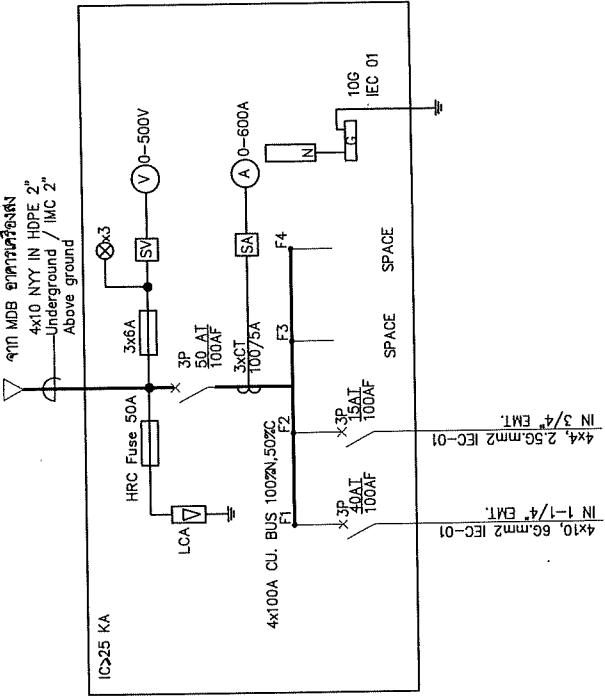 จาก MDB อาคารเครื่องส่ง
4x10 NYY IN HDPE 2"
Underground / IMC 2"
Above ground
IC>25 KA
x3
SV
V
0-500V
3x6A
HRC Fuse 50A
LCA
3P
50 AT
100AF
3xCT
100/5A
SA
A
0-600A
10G
IEC 01
N
G
4x100A CU. BUS 100%N,50%G
F1
F2
F3
F4
3P
40AT
100AF
3P
15AT
100AF
SPACE
SPACE
4x10, 6G.mm2 IEC-01
IN 1-1/4" EMT.
4x4, 2.5G.mm2 IEC-01
IN 3/4" EMT.